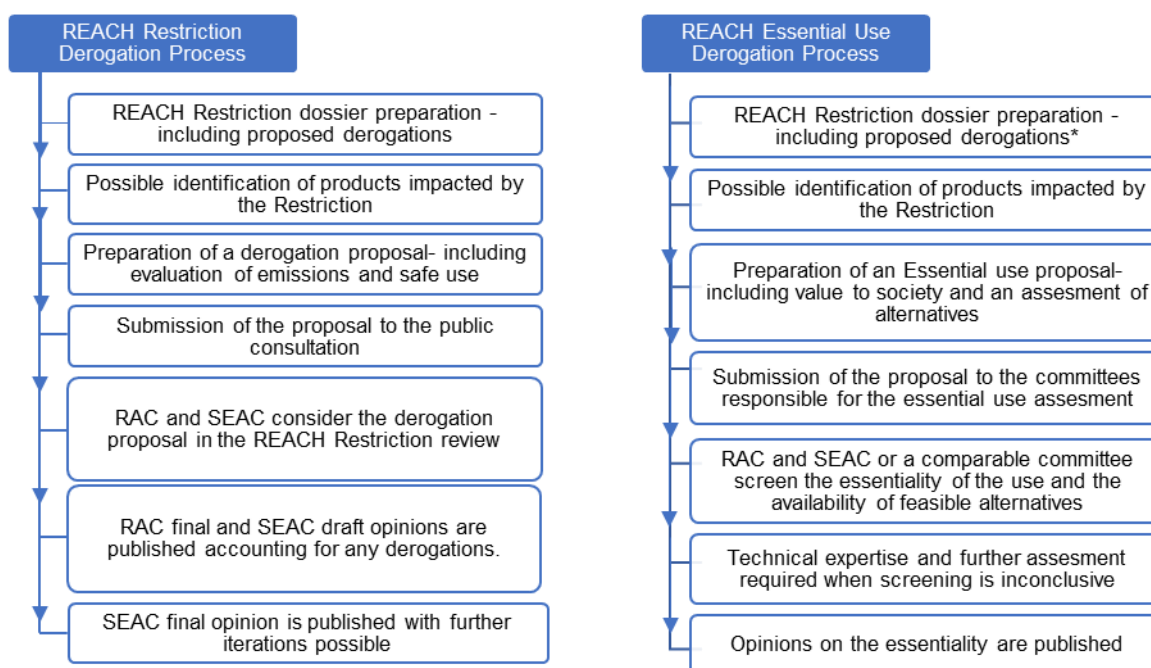 REACH Restriction
Derogation Process
REACH Restriction dossier preparation -
including proposed derogations
Possible identification of products impacted by
the Restriction
Preparation of a derogation proposal- including
evaluation of emissions and safe use
Submission of the proposal to the public
consultation
RAC and SEAC consider the derogation
proposal in the REACH Restriction review
RAC final and SEAC draft opinions are
published accounting for any derogations.
SEAC final opinion is published with further
iterations possible
REACH Essential Use
Derogation Process
REACH Restriction dossier preparation -
including proposed derogations*
Possible identification of products impacted by
the Restriction
Preparation of an Essential use proposal-
including value to society and an assesment of
alternatives
Submission of the proposal to the committees
responsible for the essential use assesment
RAC and SEAC or a comparable committee
screen the essentiality of the use and the
availability of feasible alternatives
Technical expertise and further assesment
required when screening is inconclusive
Opinions on the essentiality are published